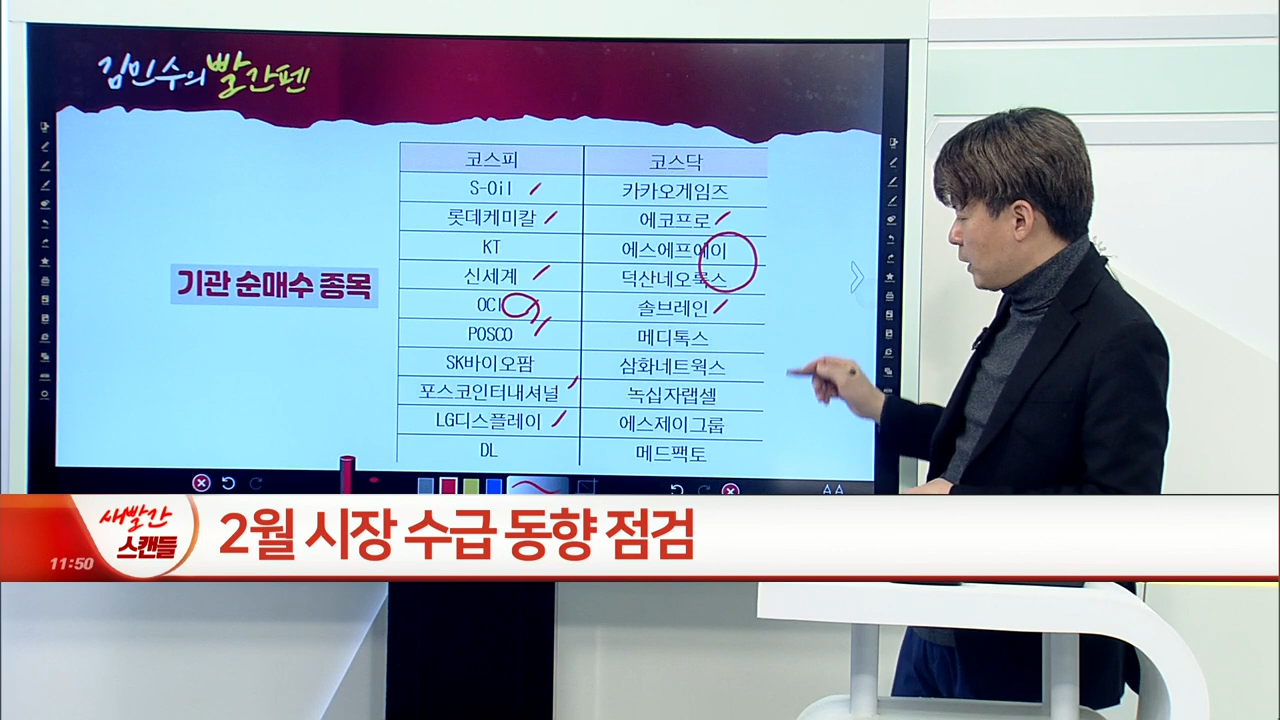 김민수의 빨간펜
기관 순매수 종목
코스피 코스닥
S-Oil 카카오게임즈
롯데케미칼 에코프로
KT 에스에프에이
신세계 덕산네오룩스
OCI 솔브레인
POSCO 메디톡스
SK바이오팜 삼화네트웍스
포스코인터내셔널 녹십자랩셀
LG디스플레이 에스제이그룹
DL 메드팩토
AA
새빨간
스캔들
11:50
2월 시장 수급 동향 점검